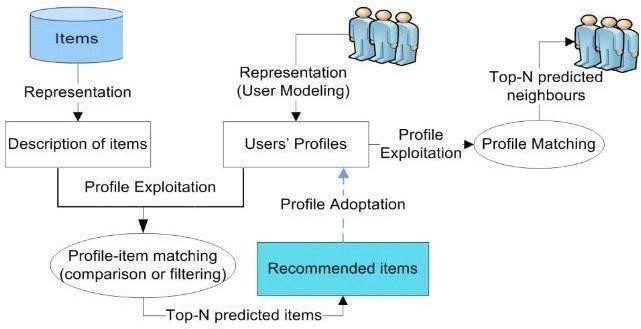 Items
Representation
Representation
(User Modeling)
Top-N predicted
neighbours
Description of items
Users' Profiles
Profile
Exploitation
Profile Matching
Profile Exploitation
Profile Adoptation
Profile-item matching
(comparison or filtering)
Recommended items
Top-N predicted items